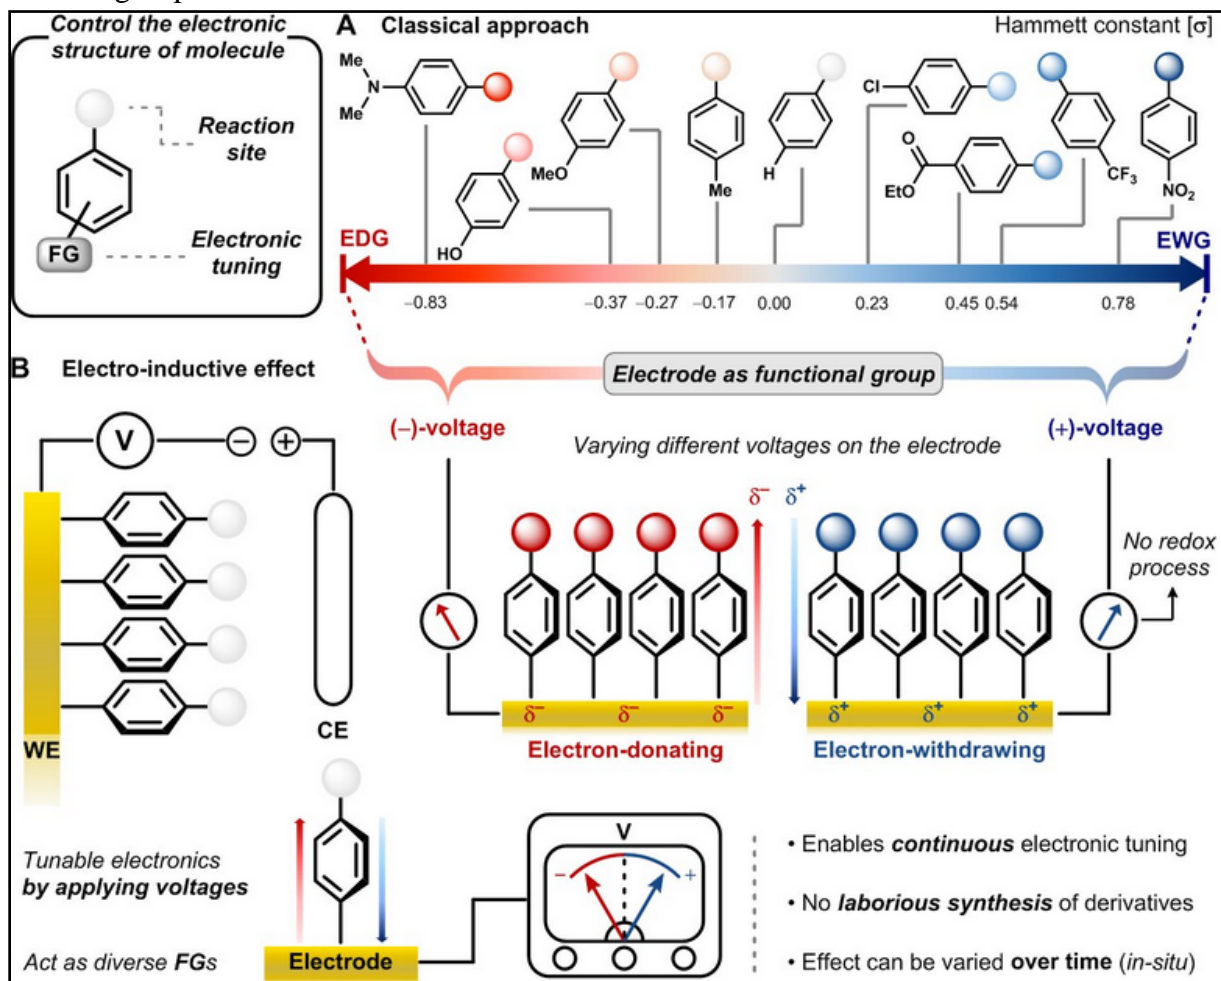 Control the electronic
structure of molecule
Reaction
site
Electronic
tuning
FG
A Classical approach
Hammett constant [σ]
Me
N
Me
HO
MeO
Me
H
Cl
O
EtO
CF3
NO2
EDG
EWG
−0.83
−0.37
−0.27
−0.17
0.00
0.23
0.45
0.54
0.78
Electrode as functional group
(−)-voltage
(+)-voltage
Varying different voltages on the electrode
B Electro-inductive effect
V
−
+
WE
CE
δ−
δ+
No redox
process
δ− δ− δ−
δ+ δ+ δ+
Electron-donating
Electron-withdrawing
Tunable electronics
by applying voltages
Act as diverse FGs
Electrode
V
− +
• Enables continuous electronic tuning
• No laborious synthesis of derivatives
• Effect can be varied over time (in-situ)